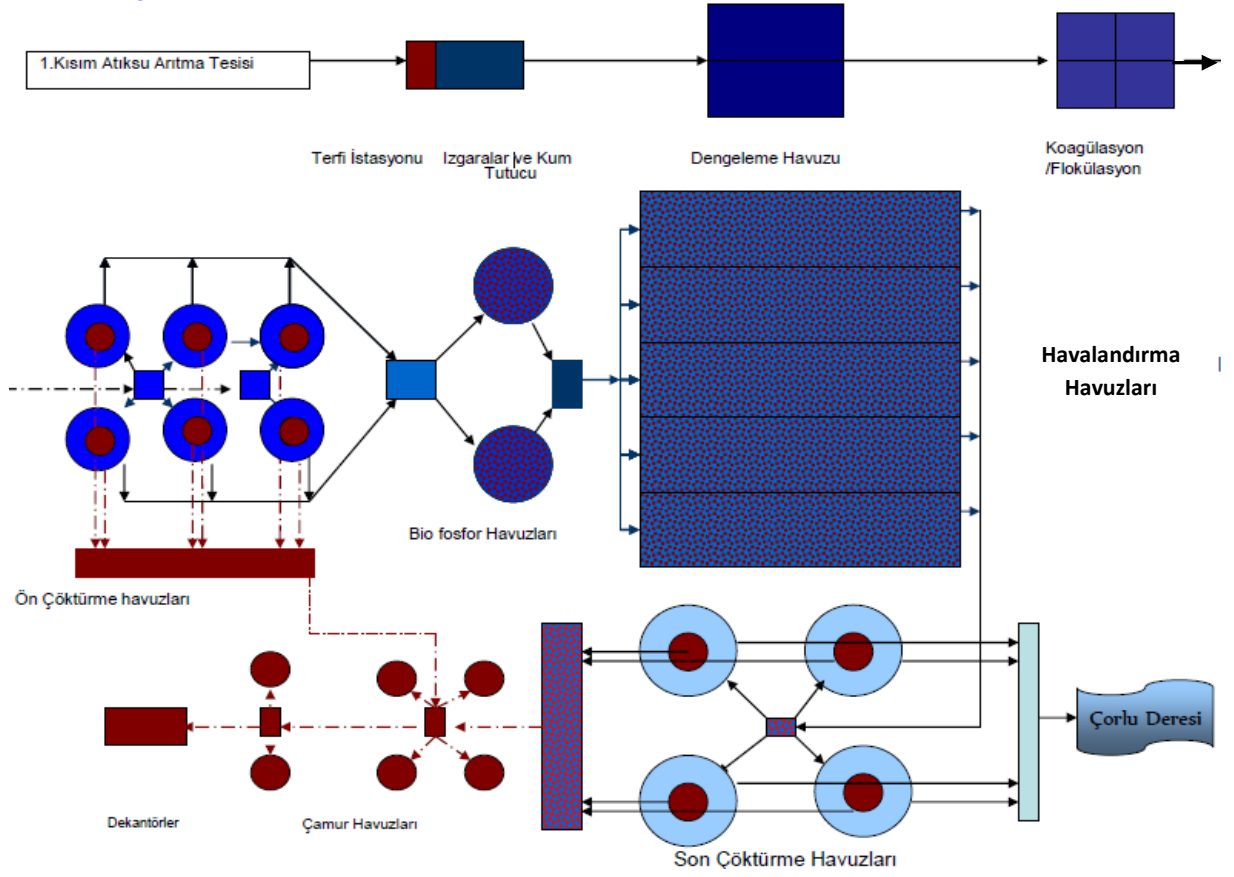 1.Kısım Atıksu Arıtma Tesisi
Terfi İstasyonu
Izgaralar ve Kum
Tutucu
Dengeleme Havuzu
Koagülasyon
/Flokülasyon
Havalandırma
Havuzları
Bio fosfor Havuzları
Ön Çöktürme havuzları
Çorlu Deresi
Dekantörler
Çamur Havuzları
Son Çöktürme Havuzları